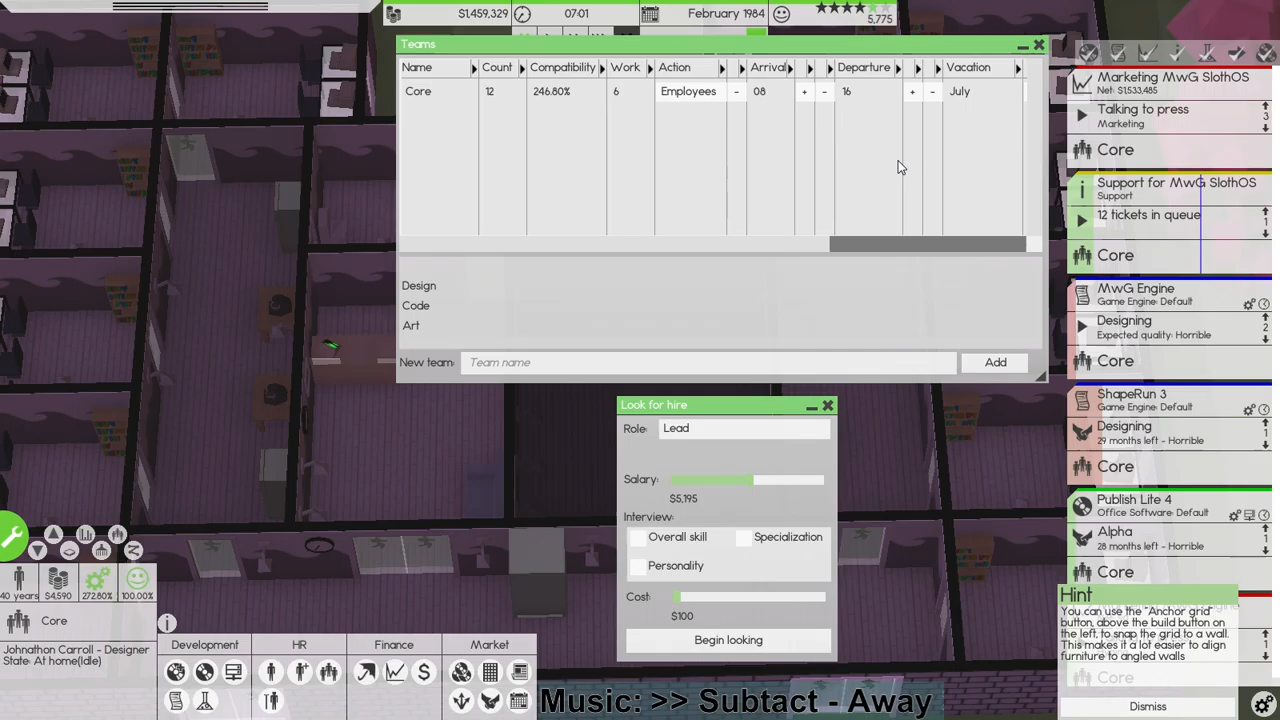 $1,459,329
07:01
February 1984
5,775
Teams
Name Count Compatibility Work Action Arrival Departure Vacation
Core 12 246.80% 6 Employees - 08 + - 16 + - July
Design
Code
Art
New team: Team name Add
Look for hire
Role: Lead
Salary:
$5,195
Interview:
Overall skill Specialization
Personality
Cost:
$100
Begin looking
Marketing MwG SlothOS
Net: $1,533,485
Talking to press
Marketing
3
Core
Support for MwG SlothOS
Support
12 tickets in queue
1
Core
MwG Engine
Game Engine: Default
Designing
Expected quality: Horrible
2
Core
ShapeRun 3
Game Engine: Default
Designing
29 months left - Horrible
1
Core
Publish Lite 4
Office Software: Default
Alpha
28 months left - Horrible
1
Core
Hint
You can use the "Anchor grid"
button, above the build button on
the left, to snap the grid to a wall.
This makes it a lot easier to align
furniture to angled walls
1
Core
Dismiss
40 years $4,590 272.80% 100.00%
Core
Johnathon Carroll - Designer
State: At home(Idle)
Development HR Finance Market
Music: >> Subtact - Away